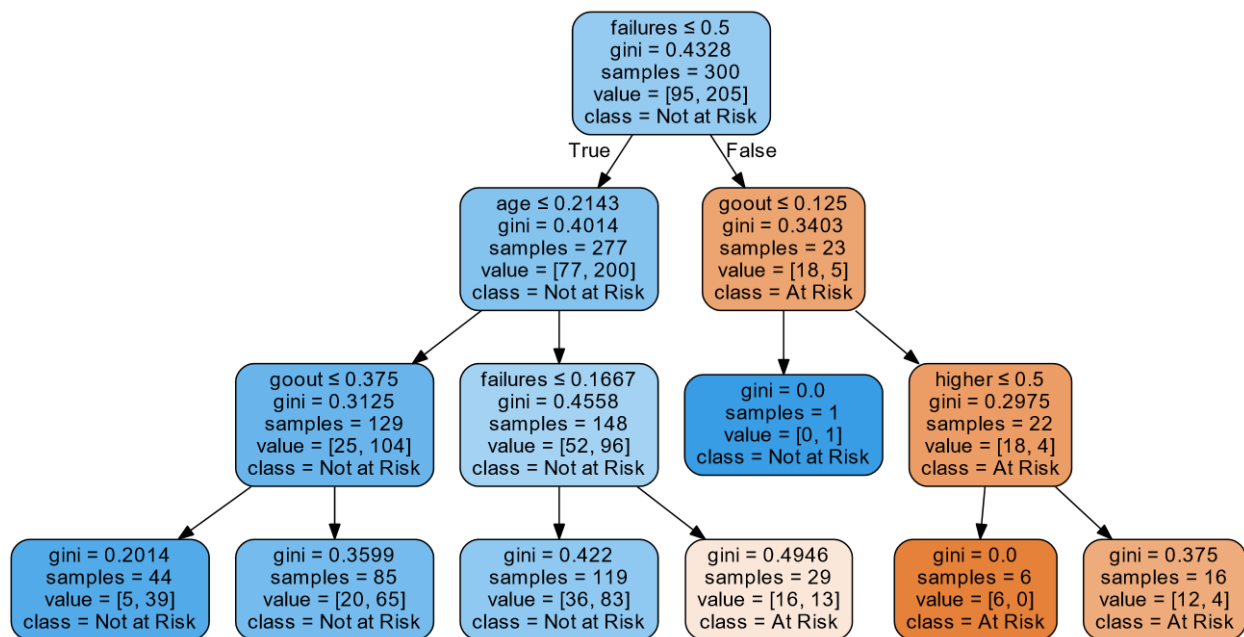 failures ≤ 0.5
gini = 0.4328
samples = 300
value = [95, 205]
class = Not at Risk
True
False
age ≤ 0.2143
gini = 0.4014
samples = 277
value = [77, 200]
class = Not at Risk
goout ≤ 0.125
gini = 0.3403
samples = 23
value = [18, 5]
class = At Risk
goout ≤ 0.375
gini = 0.3125
samples = 129
value = [25, 104]
class = Not at Risk
failures ≤ 0.1667
gini = 0.4558
samples = 148
value = [52, 96]
class = Not at Risk
gini = 0.0
samples = 1
value = [0, 1]
class = Not at Risk
higher ≤ 0.5
gini = 0.2975
samples = 22
value = [18, 4]
class = At Risk
gini = 0.2014
samples = 44
value = [5, 39]
class = Not at Risk
gini = 0.3599
samples = 85
value = [20, 65]
class = Not at Risk
gini = 0.422
samples = 119
value = [36, 83]
class = Not at Risk
gini = 0.4946
samples = 29
value = [16, 13]
class = At Risk
gini = 0.0
samples = 6
value = [6, 0]
class = At Risk
gini = 0.375
samples = 16
value = [12, 4]
class = At Risk